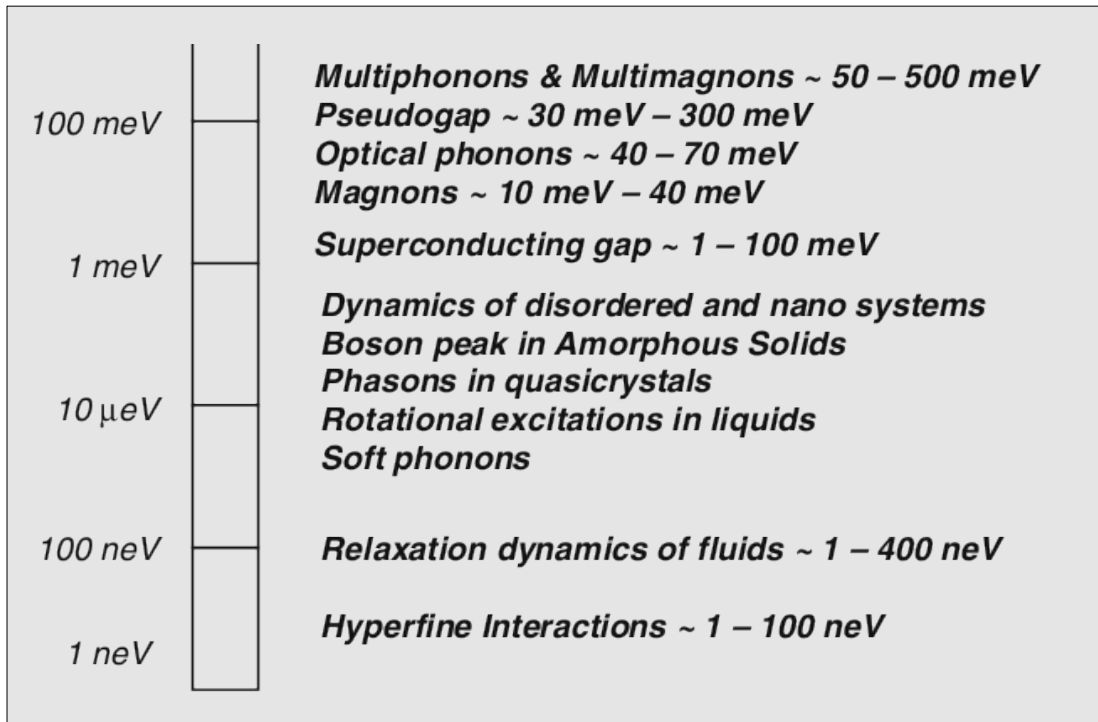 Multiphonons & Multimagnons ~ 50 – 500 meV
100 meV
Pseudogap ~ 30 meV – 300 meV
Optical phonons ~ 40 – 70 meV
Magnons ~ 10 meV – 40 meV
Superconducting gap ~ 1 – 100 meV
1 meV
Dynamics of disordered and nano systems
Boson peak in Amorphous Solids
Phasons in quasicrystals
10 μeV
Rotational excitations in liquids
Soft phonons
100 neV
Relaxation dynamics of fluids ~ 1 – 400 neV
Hyperfine Interactions ~ 1 – 100 neV
1 neV